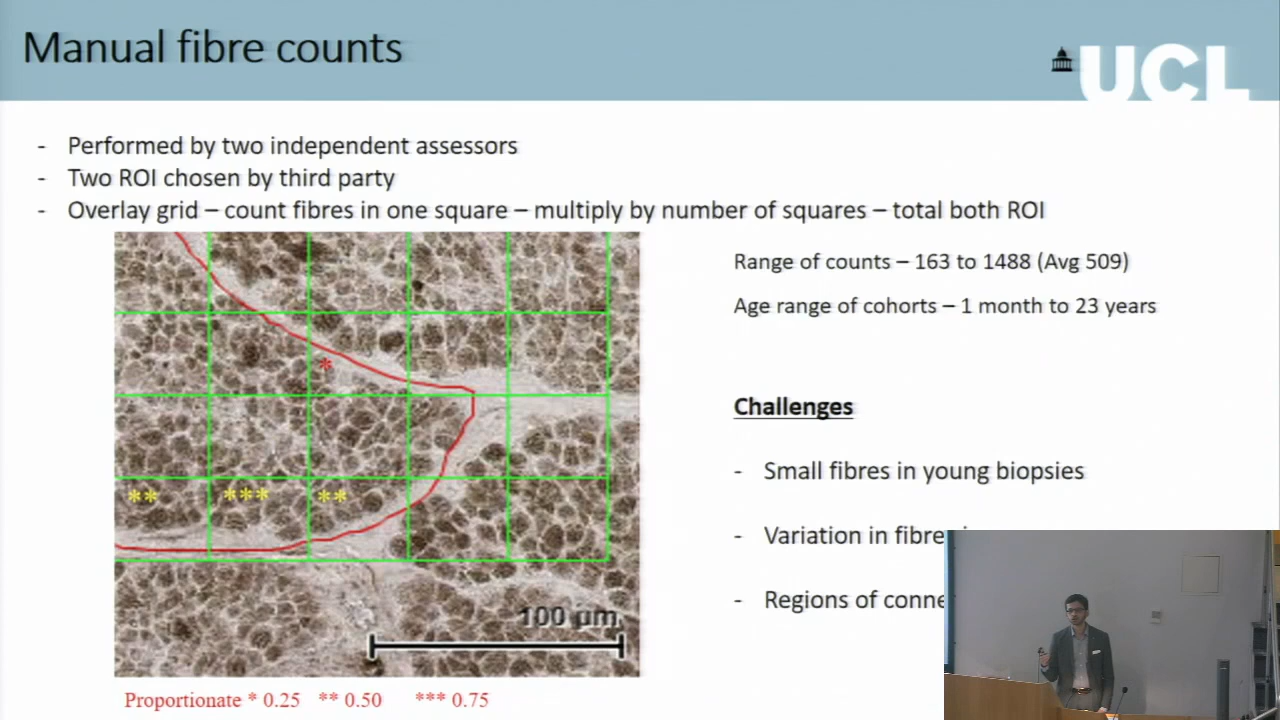 Manual fibre counts
UCL
- Performed by two independent assessors
- Two ROI chosen by third party
- Overlay grid – count fibres in one square – multiply by number of squares – total both ROI
Range of counts – 163 to 1488 (Avg 509)
Age range of cohorts – 1 month to 23 years
*
Challenges
- Small fibres in young biopsies
** *** **
- Variation in fibre
- Regions of
100 µm
Proportionate * 0.25 ** 0.50 *** 0.75